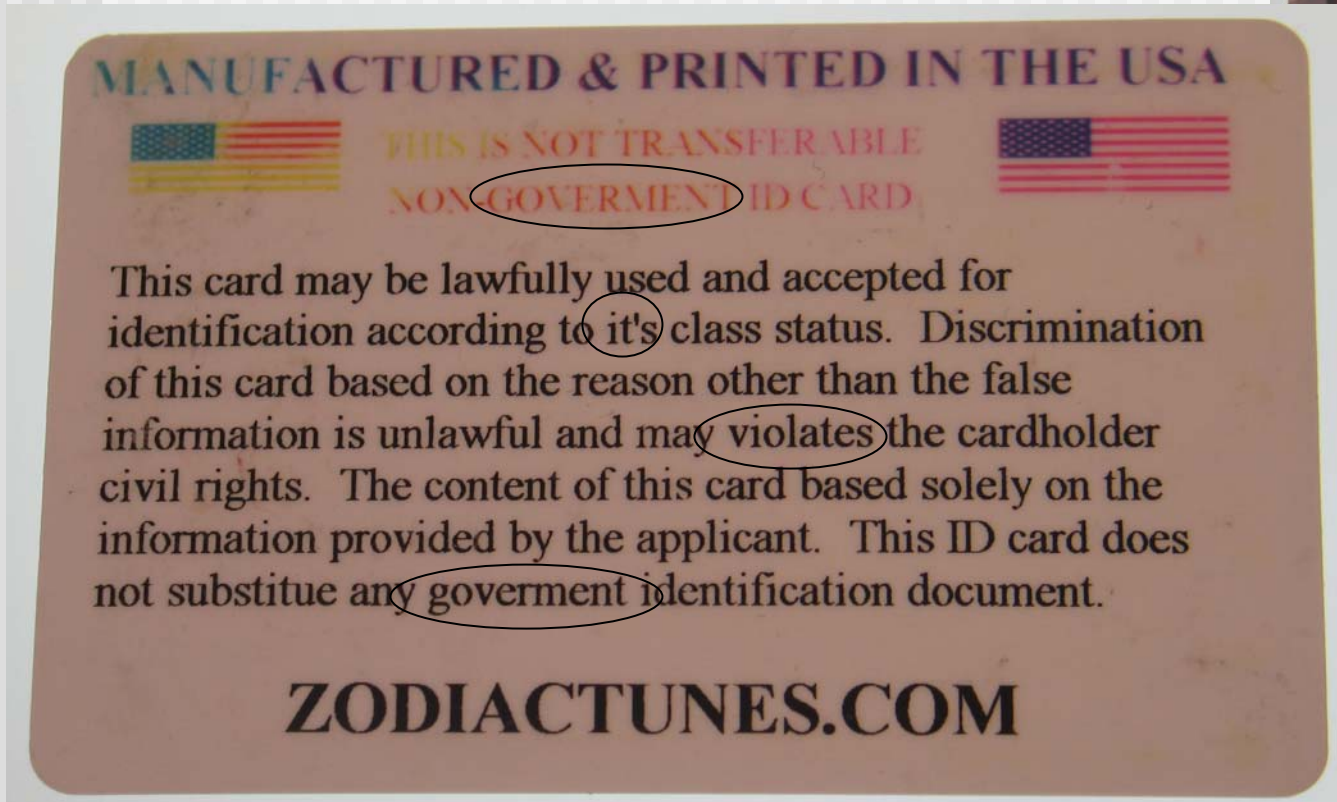 MANUFACTURED & PRINTED IN THE USA
THIS IS NOT TRANSFERABLE
NON-GOVERMENT ID CARD
This card may be lawfully used and accepted for
identification according to it's class status. Discrimination
of this card based on the reason other than the false
information is unlawful and may violates the cardholder
civil rights. The content of this card based solely on the
information provided by the applicant. This ID card does
not substitue any goverment identification document.
ZODIACTUNES.COM